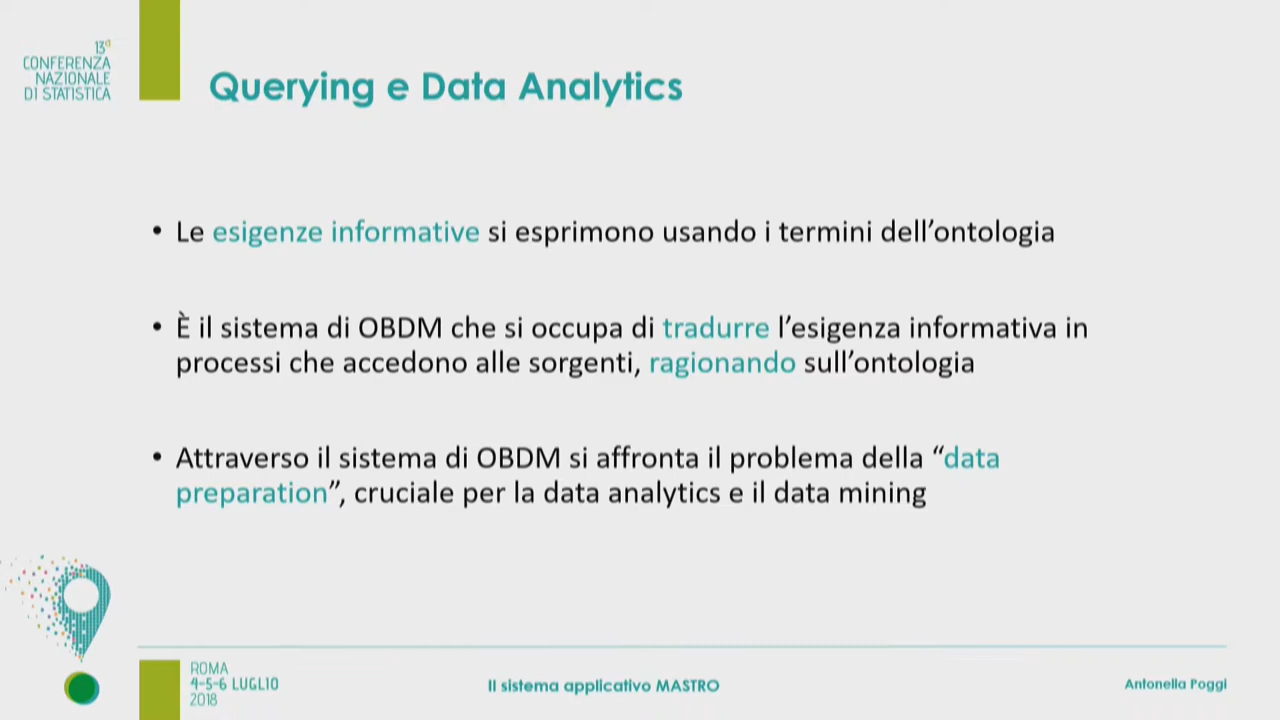 13a
CONFERENZA
NAZIONALE
DI STATISTICA
Querying e Data Analytics
• Le esigenze informative si esprimono usando i termini dell’ontologia
• È il sistema di OBDM che si occupa di tradurre l’esigenza informativa in
processi che accedono alle sorgenti, ragionando sull’ontologia
• Attraverso il sistema di OBDM si affronta il problema della “data
preparation”, cruciale per la data analytics e il data mining
ROMA
4-5-6 LUGLIO
2018
Il sistema applicativo MASTRO
Antonella Poggi